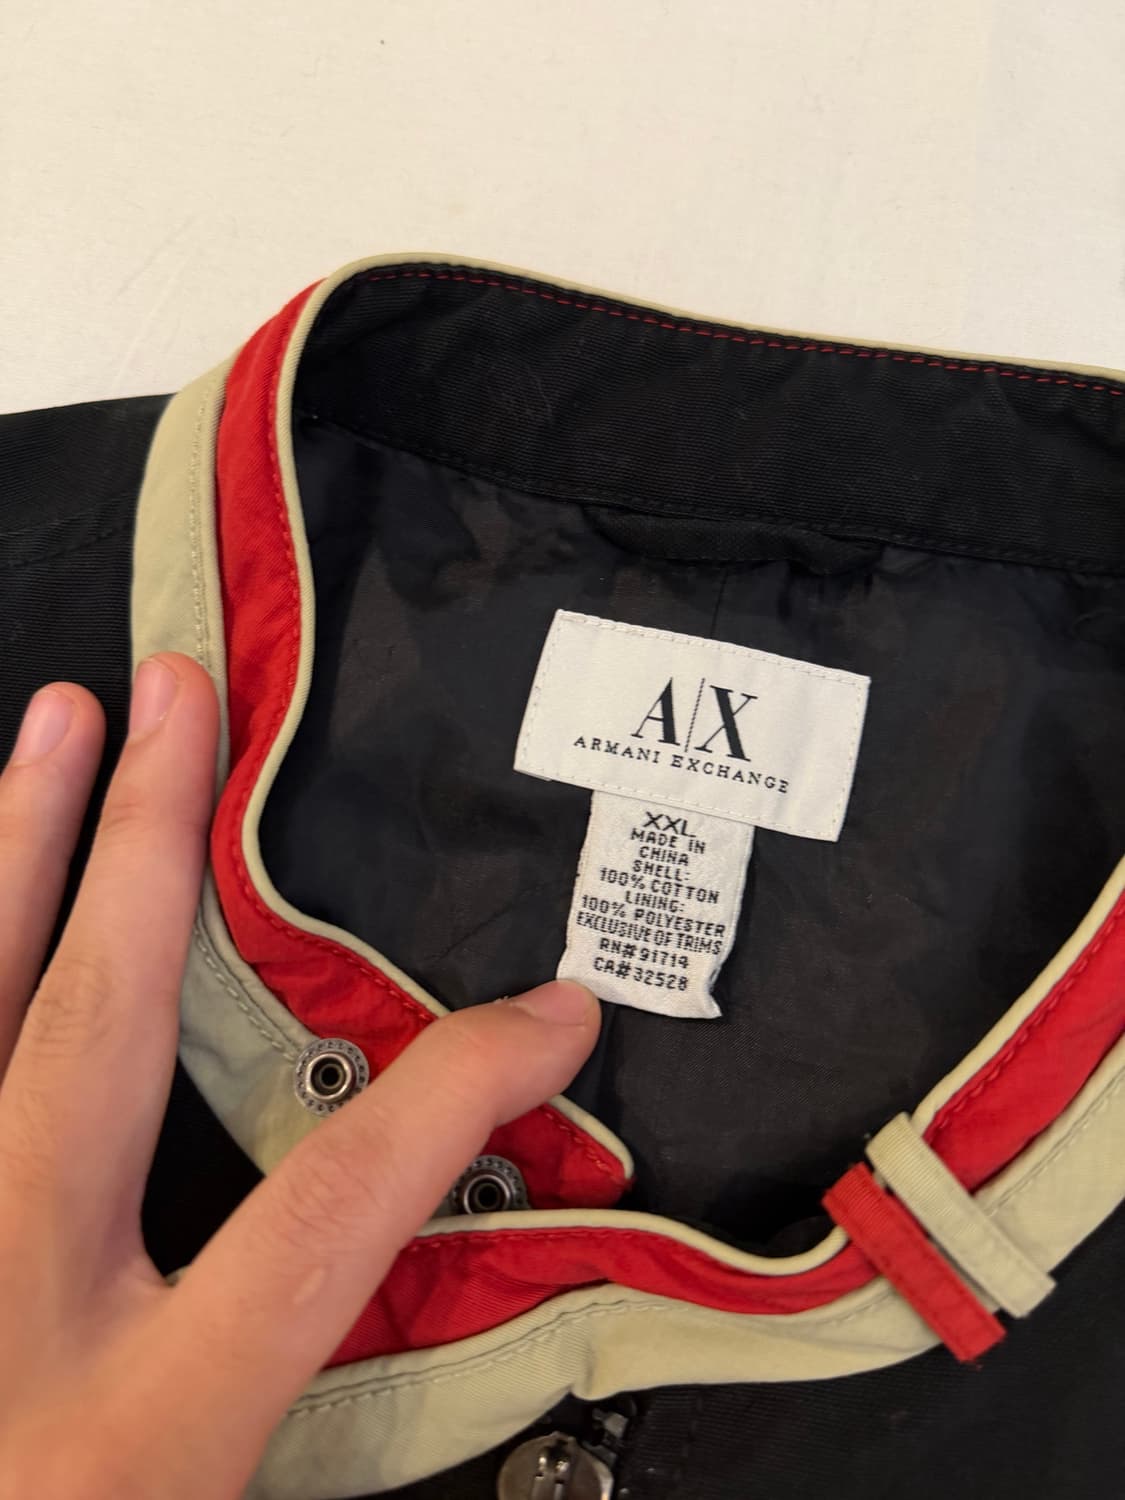 A|X
ARMANI EXCHANGE
XXL
MADE IN
CHINA
SHELL:
100% COTTON
LINING:
100% POLYESTER
EXCLUSIVE OF TRIMS
RN# 91714
CA# 32528